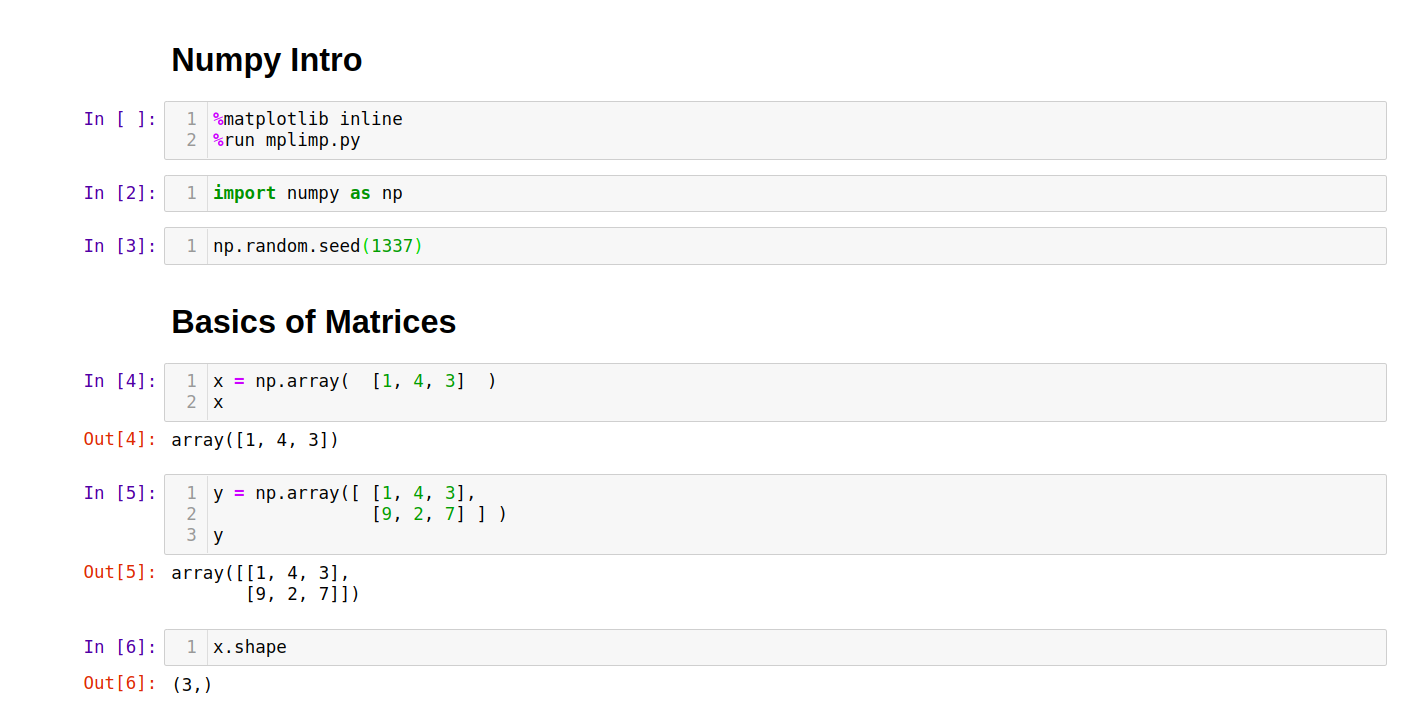 Numpy Intro
In [ ]: 1 %matplotlib inline
2 %run mplimp.py
In [2]: 1 import numpy as np
In [3]: 1 np.random.seed(1337)
Basics of Matrices
In [4]: 1 x = np.array(  [1, 4, 3]  )
2 x
Out[4]: array([1, 4, 3])
In [5]: 1 y = np.array([ [1, 4, 3],
2                [9, 2, 7] ] )
3 y
Out[5]: array([[1, 4, 3],
       [9, 2, 7]])
In [6]: 1 x.shape
Out[6]: (3,)